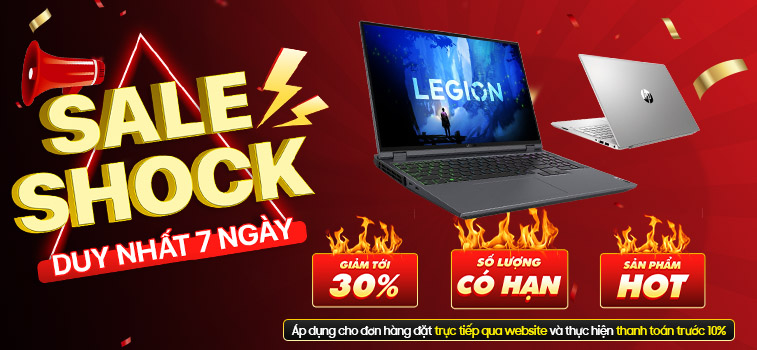 SALE
SHOCK
DUY NHẤT 7 NGÀY
LEGION
hp
GIẢM TỚI
30%
SỐ LƯỢNG
CÓ HẠN
SẢN PHẨM
HOT
Áp dụng cho đơn hàng đặt trực tiếp qua website và thực hiện thanh toán trước 10%